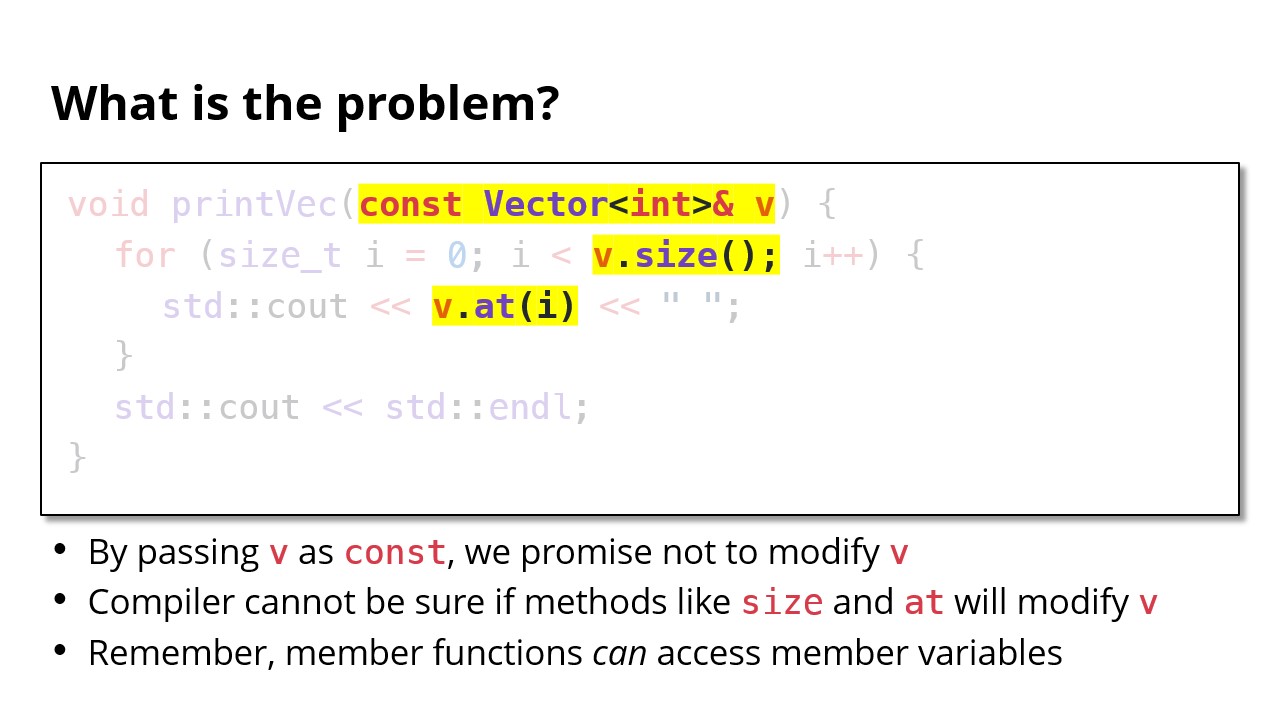 What is the problem?
void printVec(const Vector<int>& v) {
for (size_t i = 0; i < v.size(); i++) {
std::cout << v.at(i) << " ";
}
std::cout << std::endl;
}
• By passing v as const, we promise not to modify v
• Compiler cannot be sure if methods like size and at will modify v
• Remember, member functions can access member variables